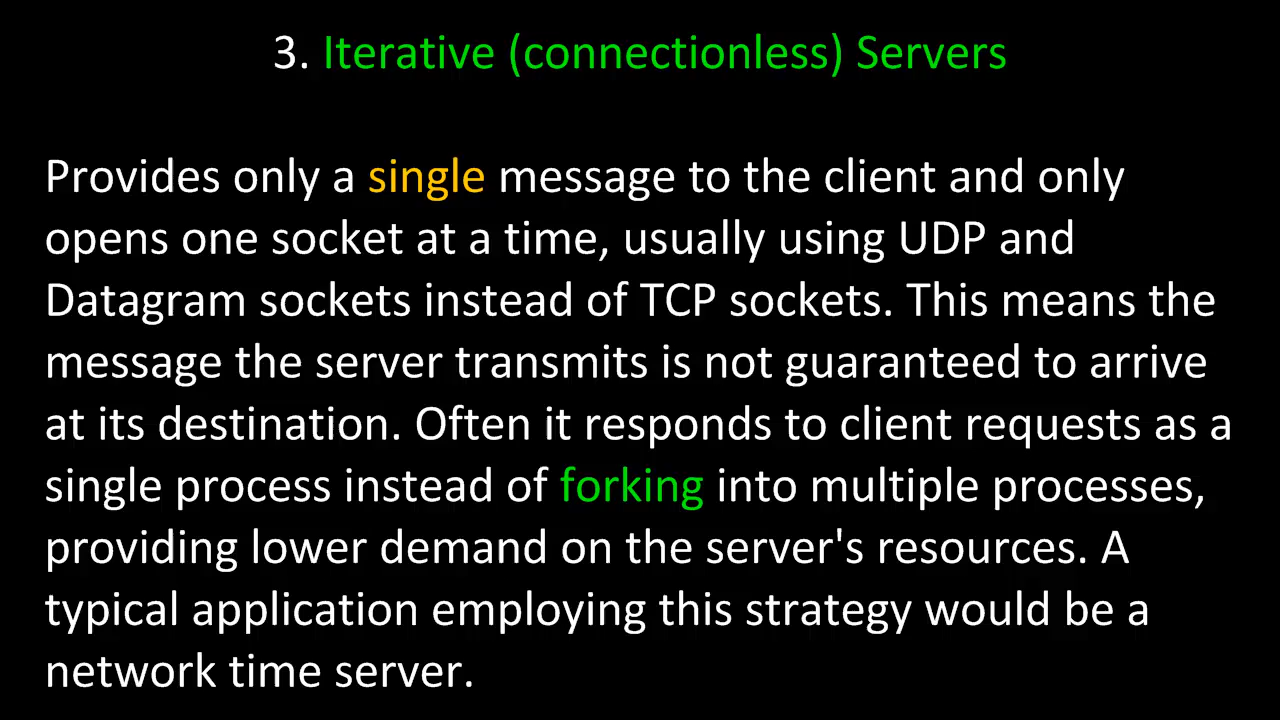 3. Iterative (connectionless) Servers
Provides only a single message to the client and only
opens one socket at a time, usually using UDP and
Datagram sockets instead of TCP sockets. This means the
message the server transmits is not guaranteed to arrive
at its destination. Often it responds to client requests as a
single process instead of forking into multiple processes,
providing lower demand on the server's resources. A
typical application employing this strategy would be a
network time server.